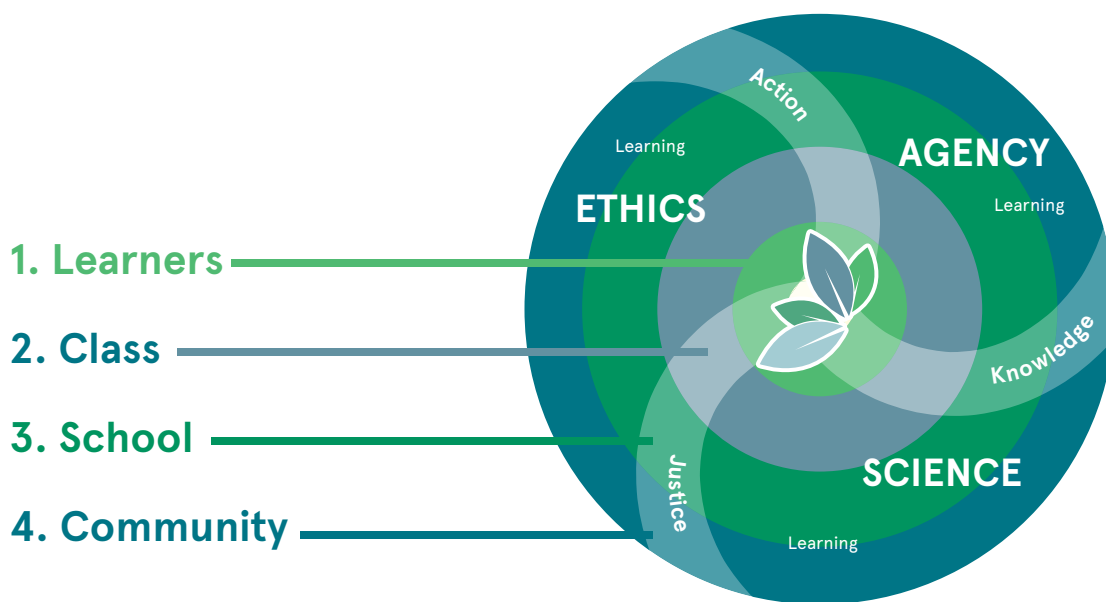 1. Learners
2. Class
3. School
4. Community
Action
Learning
ETHICS
AGENCY
Learning
Knowledge
SCIENCE
Justice
Learning